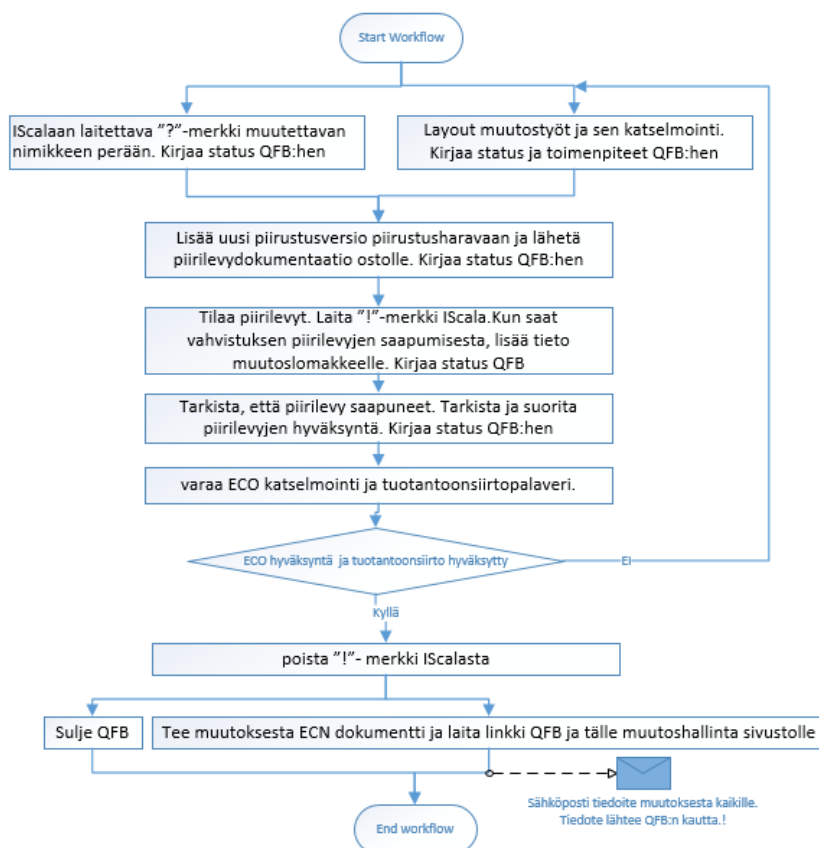 Start Workflow
IScalaan laitettava ”?”-merkki muutettavan
nimikkeen perään. Kirjaa status QFB:hen
Layout muutostyöt ja sen katselmointi.
Kirjaa status ja toimenpiteet QFB:hen
Lisää uusi piirustusversio piirustusharavaan ja lähetä
piirilevydokumentaatio ostolle. Kirjaa status QFB:hen
Tilaa piirilevyt. Laita ”!”-merkki IScala.Kun saat
vahvistuksen piirilevyjen saapumisesta, lisää tieto
muutoslomakkeelle. Kirjaa status QFB
Tarkista, että piirilevy saapuneet. Tarkista ja suorita
piirilevyjen hyväksyntä. Kirjaa status QFB:hen
varaa ECO katselmointi ja tuotantoonsiirtopalaveri.
ECO hyväksyntä ja tuotantoonsiirto hyväksytty
EI
Kyllä
poista ”!”- merkki IScalasta
Sulje QFB
Tee muutoksesta ECN dokumentti ja laita linkki QFB ja tälle muutoshallinta sivustolle
Sähköposti tiedoite muutoksesta kaikille.
Tiedote lähtee QFB:n kautta.!
End workflow